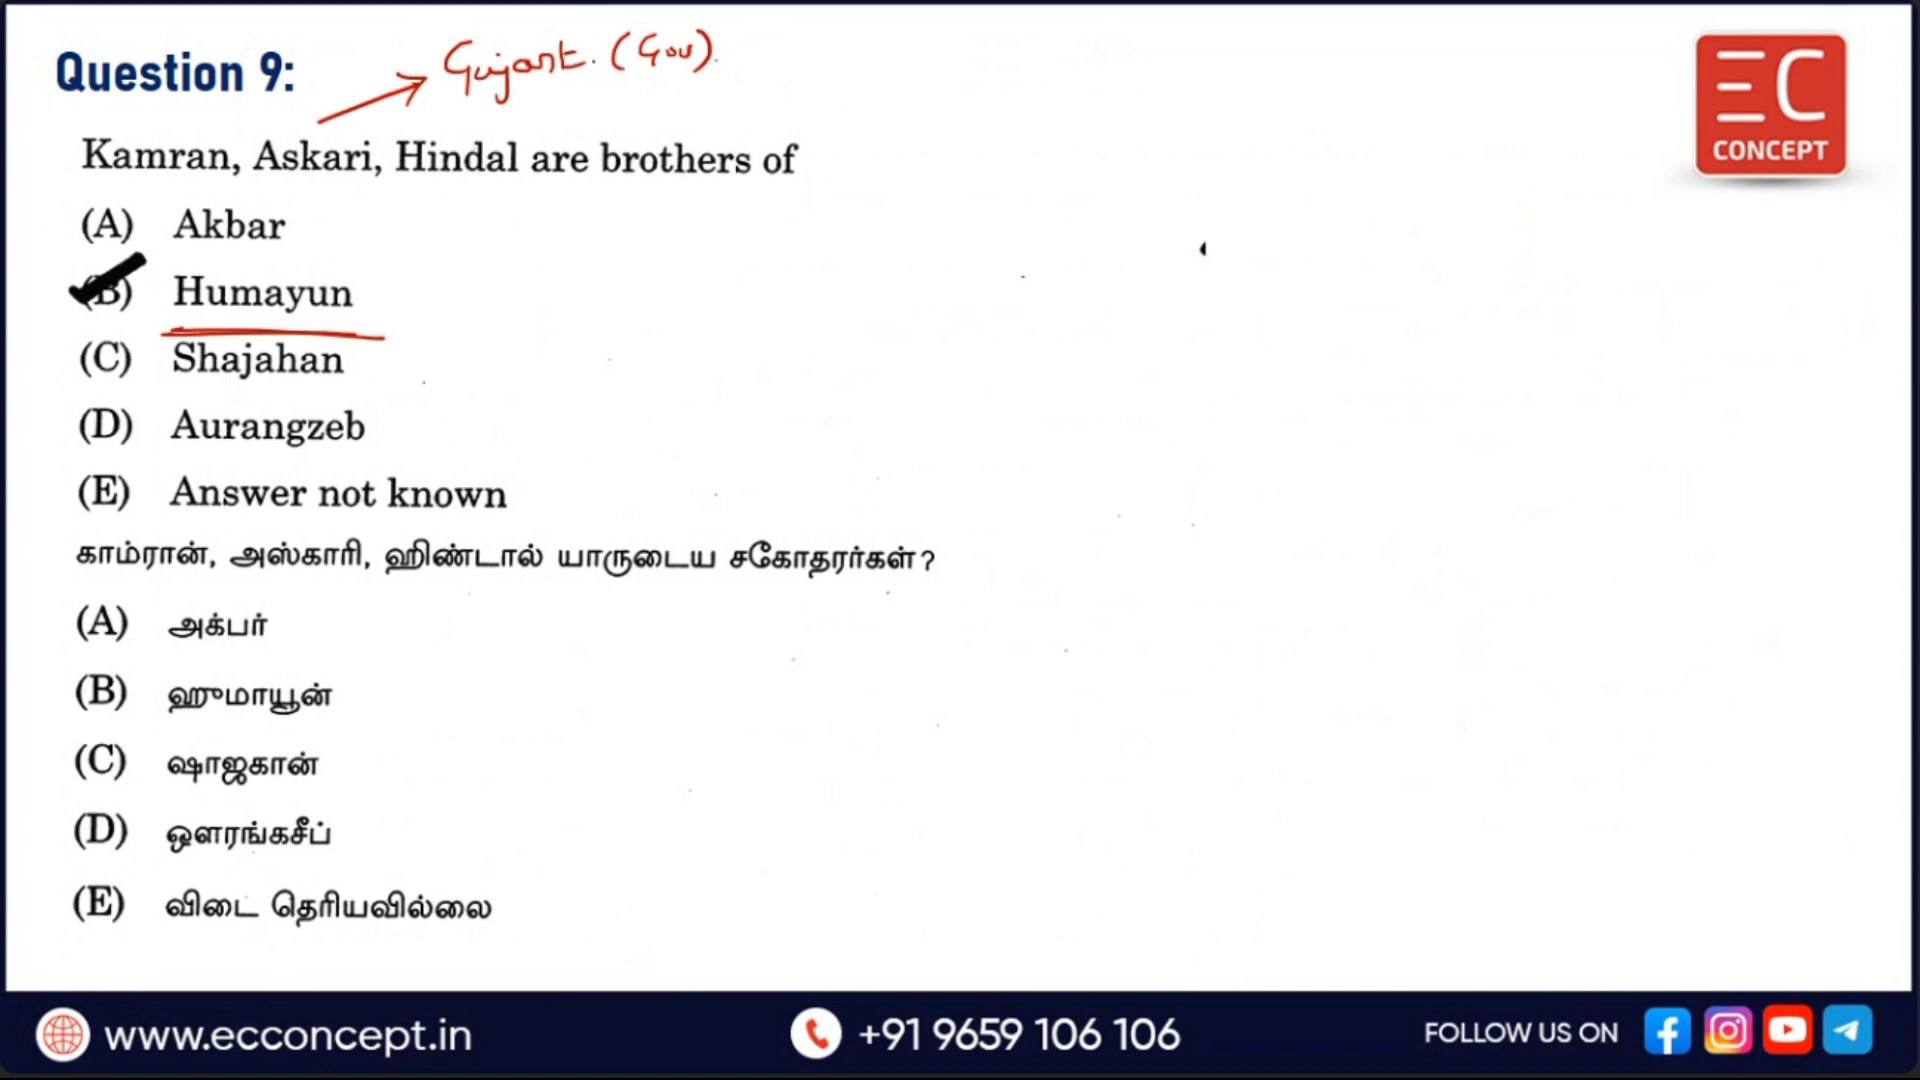 Question 9:
Gujarat. (Gov).
Kamran, Askari, Hindal are brothers of
(A) Akbar
(B) Humayun
(C) Shajahan
(D) Aurangzeb
(E) Answer not known
காம்ரான், அஸ்காரி, ஹிண்டால் யாருடைய சகோதரர்கள்?
(A) அக்பர்
(B) ஹுமாயூன்
(C) ஷாஜகான்
(D) ஔரங்கசீப்
(E) விடை தெரியவில்லை
EC
CONCEPT
www.ecconcept.in
+91 9659 106 106
FOLLOW US ON